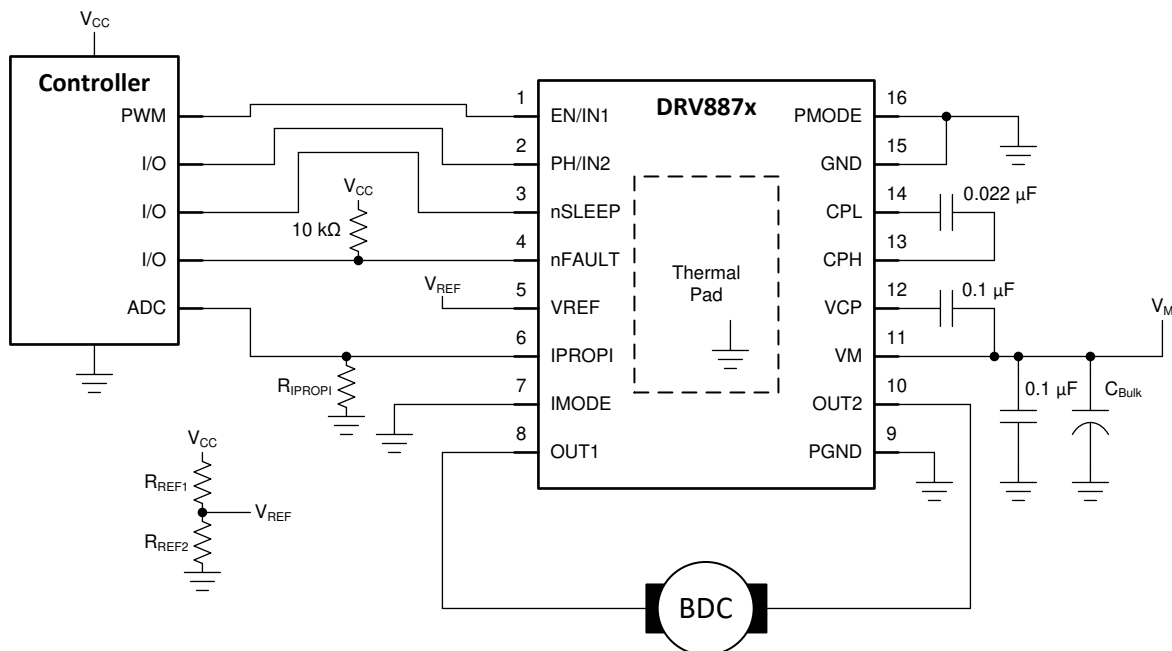 VCC
Controller
PWM
I/O
I/O
I/O
ADC
VCC
10 kΩ
VREF
RIPROPI
VCC
RREF1
VREF
RREF2
DRV887x
1 EN/IN1
2 PH/IN2
3 nSLEEP
4 nFAULT
5 VREF
6 IPROPI
7 IMODE
8 OUT1
Thermal
Pad
PMODE 16
GND 15
CPL 14
CPH 13
VCP 12
VM 11
OUT2 10
PGND 9
0.022 µF
0.1 µF
VM
0.1 µF
CBulk
BDC